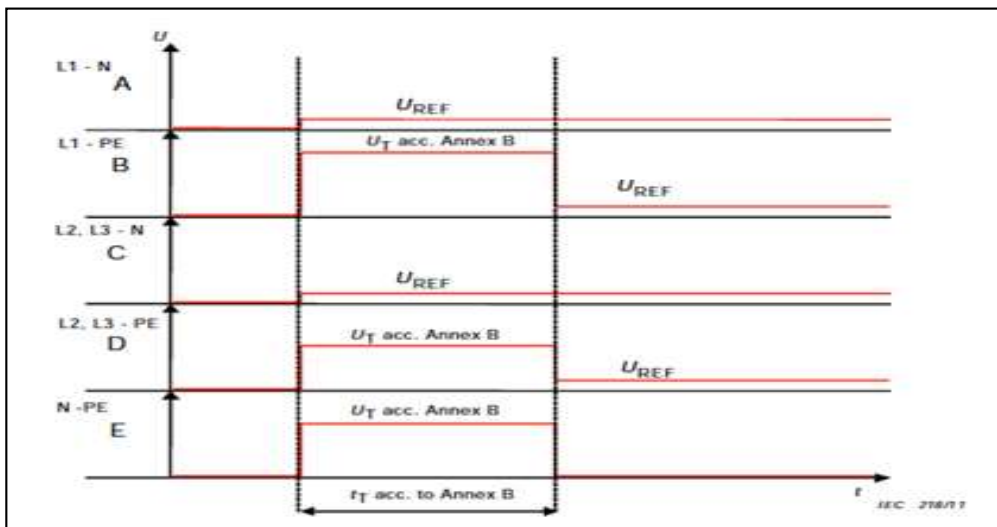 U
L1 - N
A
UREF
L1 - PE
B
UT acc. Annex B
UREF
L2, L3 - N
C
UREF
L2, L3 - PE
D
UT acc. Annex B
UREF
N -PE
E
UT acc. Annex B
tT acc. to Annex B
t
IEC 218/11